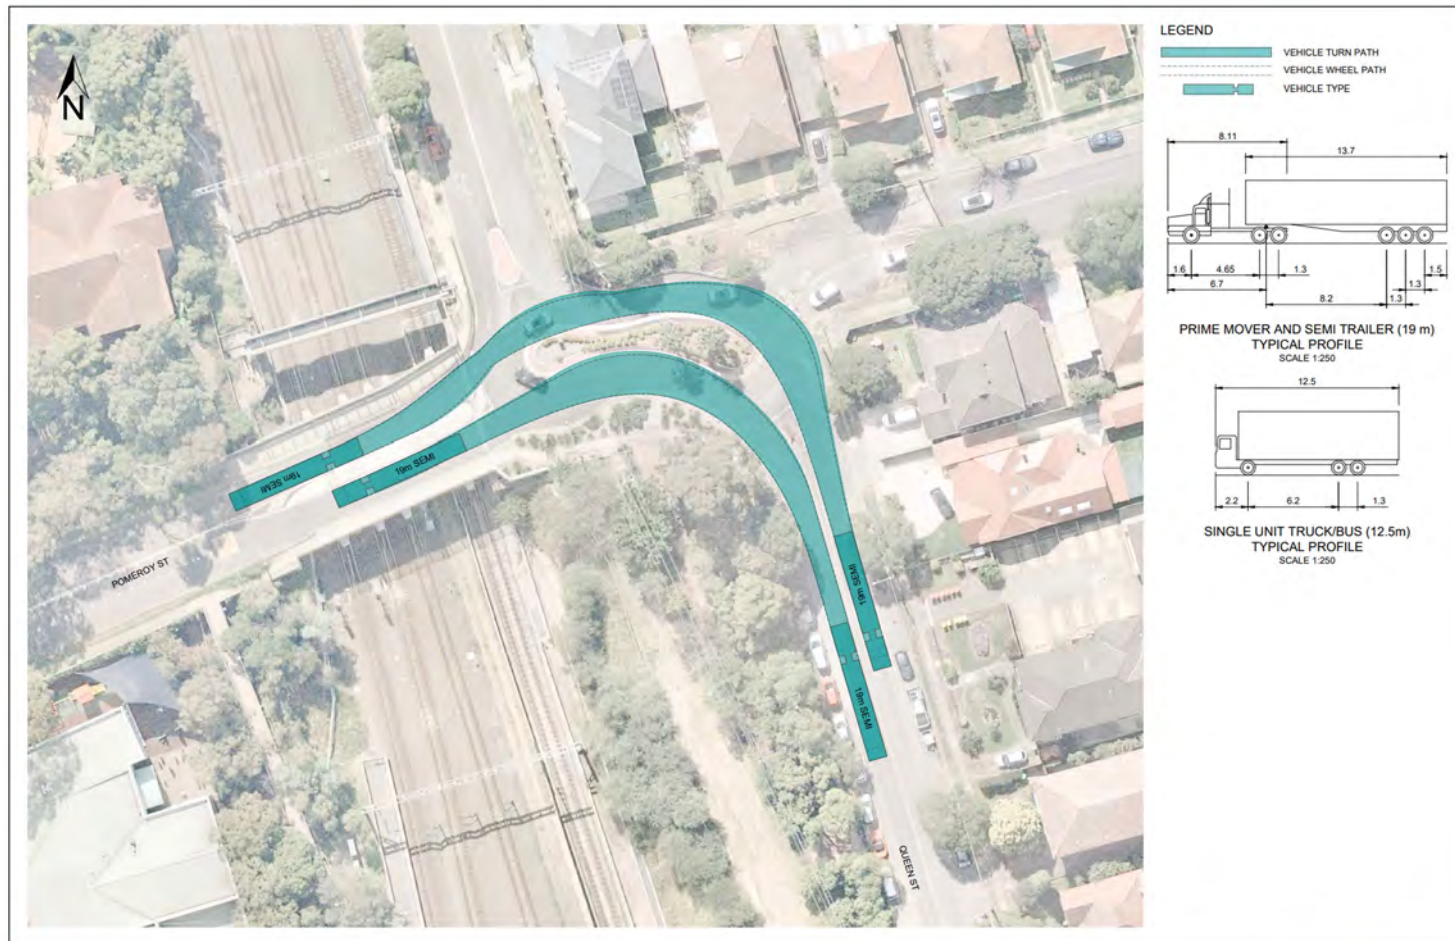 N
19m SEMI
19m SEMI
POMEROY ST
19m SEMI
19m SEMI
QUEEN ST
LEGEND
VEHICLE TURN PATH
VEHICLE WHEEL PATH
VEHICLE TYPE
8.11
13.7
1.6
4.65
1.3
1.5
1.3
6.7
8.2
1.3
PRIME MOVER AND SEMI TRAILER (19 m)
TYPICAL PROFILE
SCALE 1:250
12.5
2.2
6.2
1.3
SINGLE UNIT TRUCK/BUS (12.5m)
TYPICAL PROFILE
SCALE 1:250